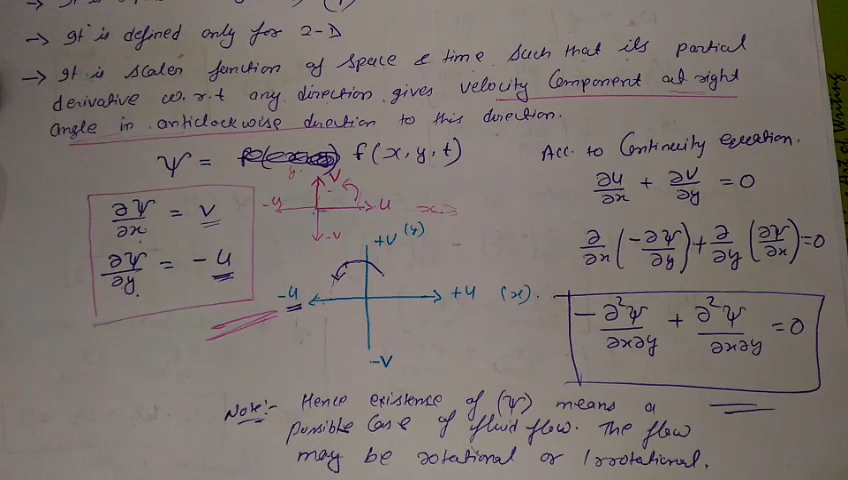 → It is defined only for 2-D
→ It is scaler function of space & time such that its partial
derivative w.r.t any direction gives velocity component at right
angle in anticlockwise direction to this direction.
ψ = f(x, y, t)
∂ψ/∂x = v
∂ψ/∂y = -u
y
v
-u
u
x
-v
+v (y)
-u
+u (x).
-v
Acc. to Continuity equation.
∂u/∂x + ∂v/∂y = 0
∂/∂x (-∂ψ/∂y) + ∂/∂y (∂ψ/∂x) = 0
-∂²ψ/∂x∂y + ∂²ψ/∂x∂y = 0
Note:- Hence existence of (ψ) means a
possible case of fluid flow. The flow
may be rotational or Irrotational.
of Writing